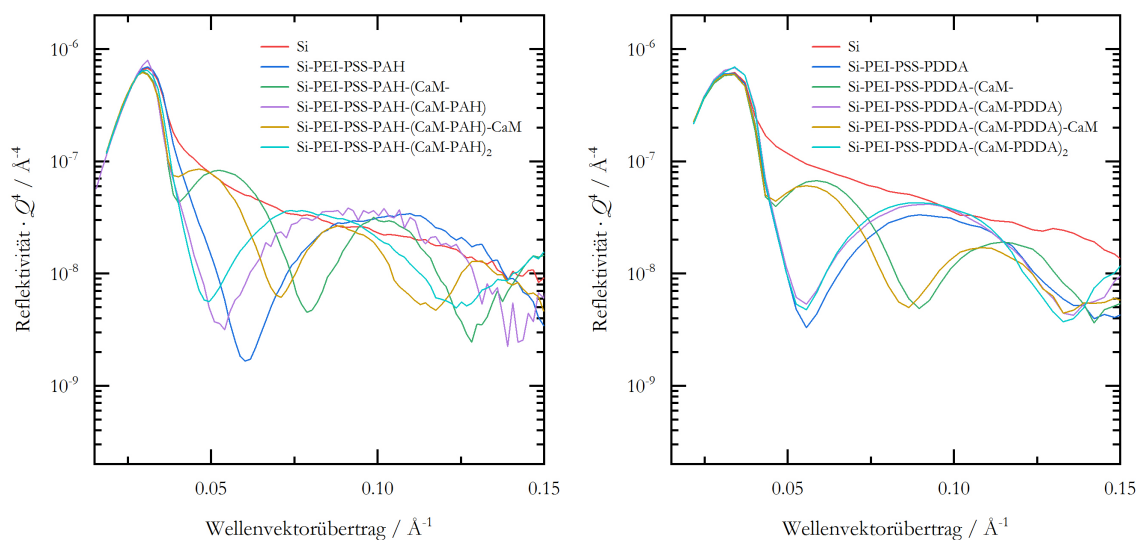 10⁻⁶
10⁻⁷
10⁻⁸
10⁻⁹
Reflektivität · Q⁴ / Å⁻⁴
Si
Si-PEI-PSS-PAH
Si-PEI-PSS-PAH-(CaM-
Si-PEI-PSS-PAH-(CaM-PAH)
Si-PEI-PSS-PAH-(CaM-PAH)-CaM
Si-PEI-PSS-PAH-(CaM-PAH)₂
0.05 0.10 0.15
Wellenvektorübertrag / Å⁻¹
10⁻⁶
10⁻⁷
10⁻⁸
10⁻⁹
Reflektivität · Q⁴ / Å⁻⁴
Si
Si-PEI-PSS-PDDA
Si-PEI-PSS-PDDA-(CaM-
Si-PEI-PSS-PDDA-(CaM-PDDA)
Si-PEI-PSS-PDDA-(CaM-PDDA)-CaM
Si-PEI-PSS-PDDA-(CaM-PDDA)₂
0.05 0.10 0.15
Wellenvektorübertrag / Å⁻¹